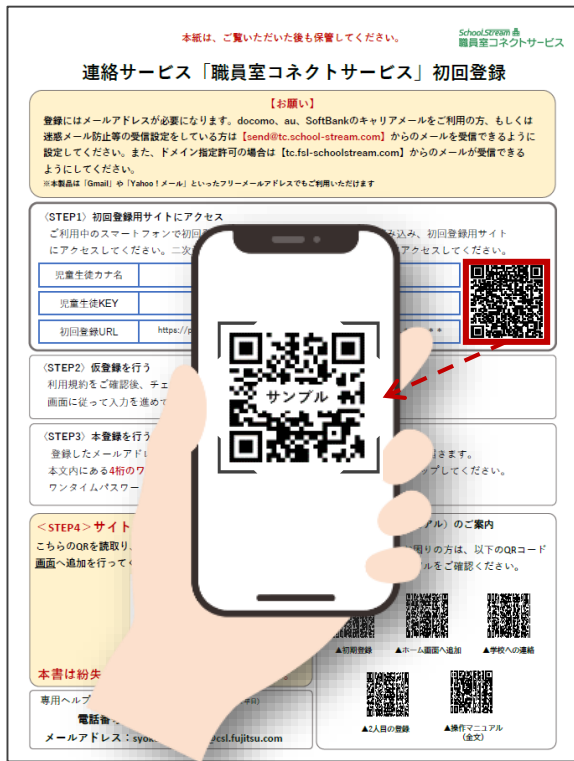 本紙は、ご覧いただいた後も保管してください。
School Stream
職員室コネクトサービス
連絡サービス「職員室コネクトサービス」初回登録
【お願い】
登録にはメールアドレスが必要になります。docomo、au、SoftBankのキャリアメールをご利用の方、もしくは
迷惑メール防止等の受信設定をしている方は【send@tc.school-stream.com】からのメールを受信できるように
設定してください。また、ドメイン指定許可の場合は【tc.fsl-schoolstream.com】からのメールが受信できる
ようにしてください。
※本製品は「Gmail」や「Yahoo！メール」といったフリーメールアドレスでもご利用いただけます
〈STEP1〉初回登録用サイトにアクセス
ご利用中のスマートフォンで初回 み込み、初回登録用サイト
にアクセスしてください。二次 アクセスしてください。
児童生徒カナ名
児童生徒KEY
初回登録URL https://p **
サンプル
〈STEP2〉仮登録を行う
利用規約をご確認後、チェ
画面に従って入力を進めて
〈STEP3〉本登録を行う
登録したメールアドレ きます。
本文内にある4桁のワ ップしてください。
ワンタイムパスワー
＜STEP4＞サイト
こちらのQRを読取り、
画面へ追加を行ってく
アル）のご案内
困りの方は、以下のQRコード
ルをご確認ください。
▲初期登録 ▲ホーム画面へ追加 ▲学校への連絡
▲2人目の登録 ▲操作マニュアル
（全文）
本書は紛失 。
専用ヘルプ
電話番
メールアドレス：syo @csl.fujitsu.com